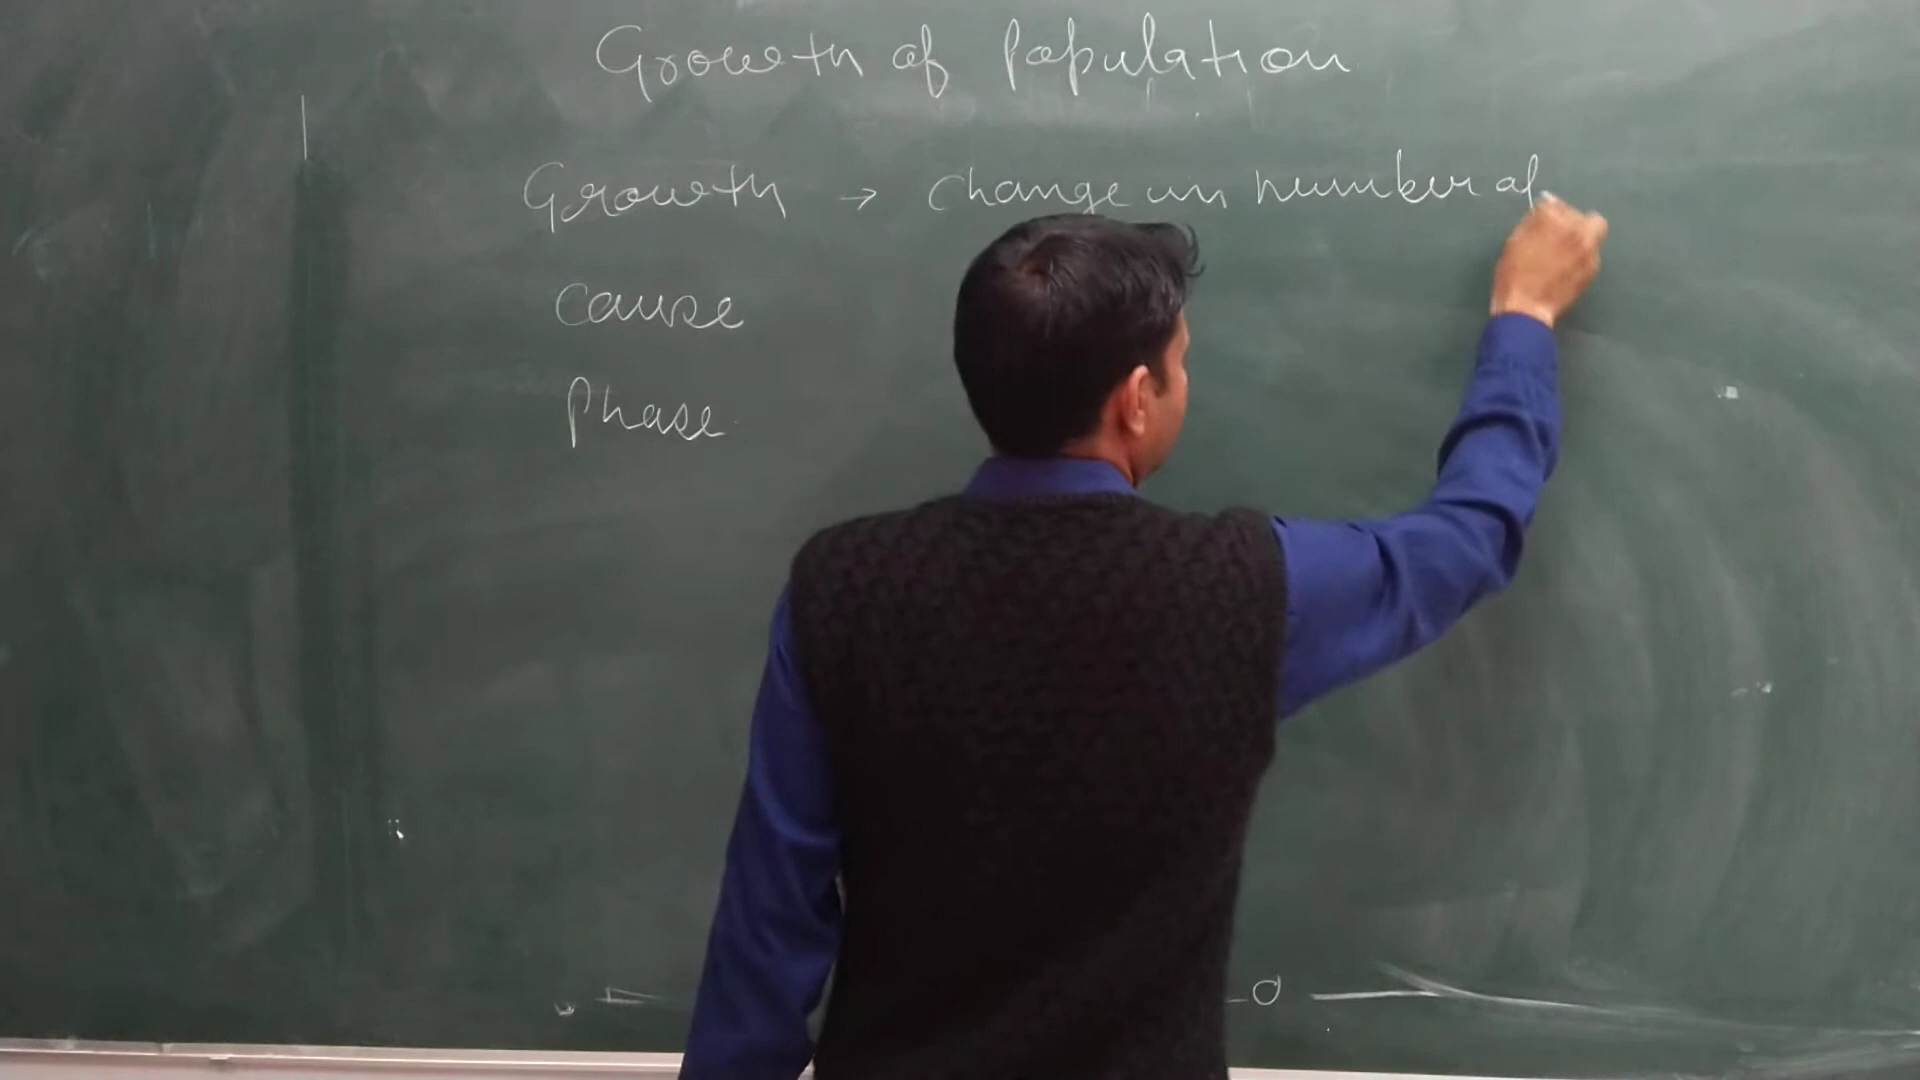 Growth of Population
Growth → Change in number of
Cause
Phase